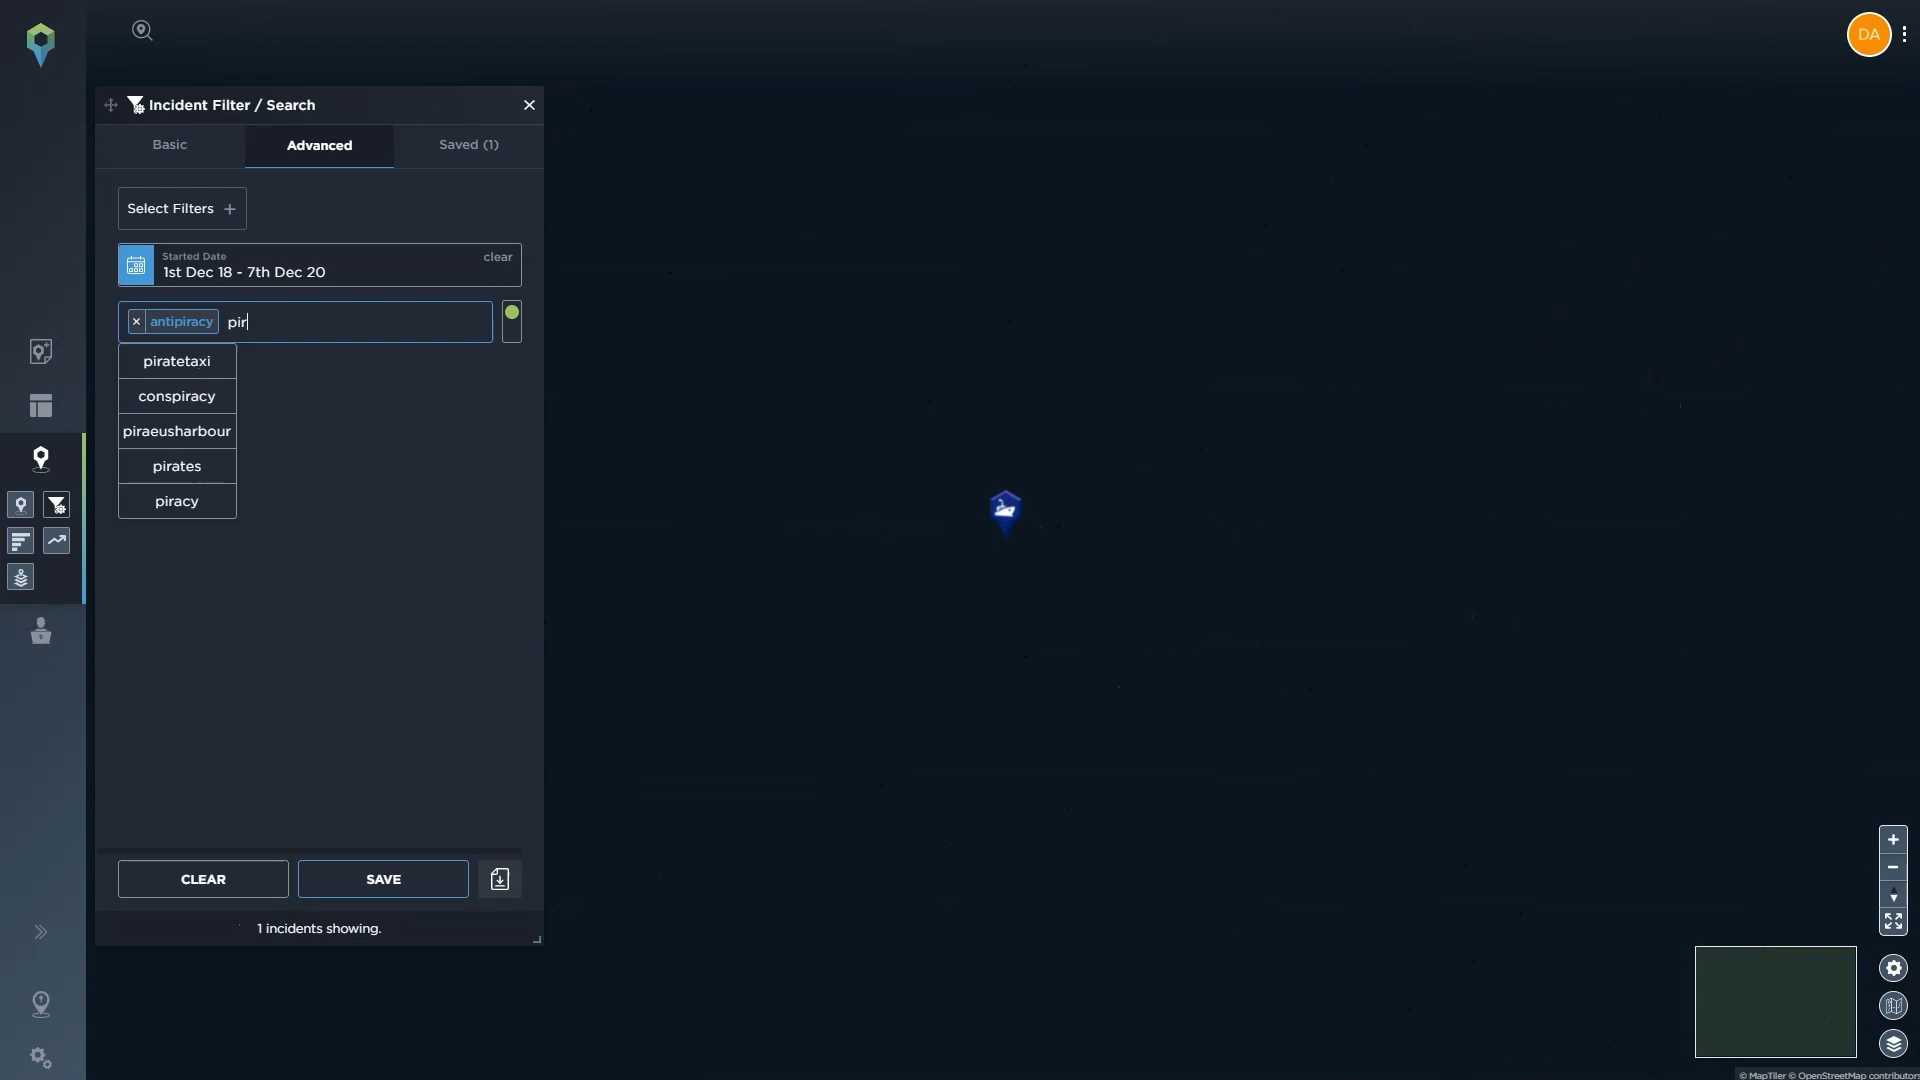 DA
Incident Filter / Search
Basic
Advanced
Saved (1)
Select Filters +
Started Date
clear
1st Dec 18 - 7th Dec 20
× antipiracy pir
piratetaxi
conspiracy
piraeusharbour
pirates
piracy
CLEAR
SAVE
1 incidents showing.
© MapTiler © OpenStreetMap contributors